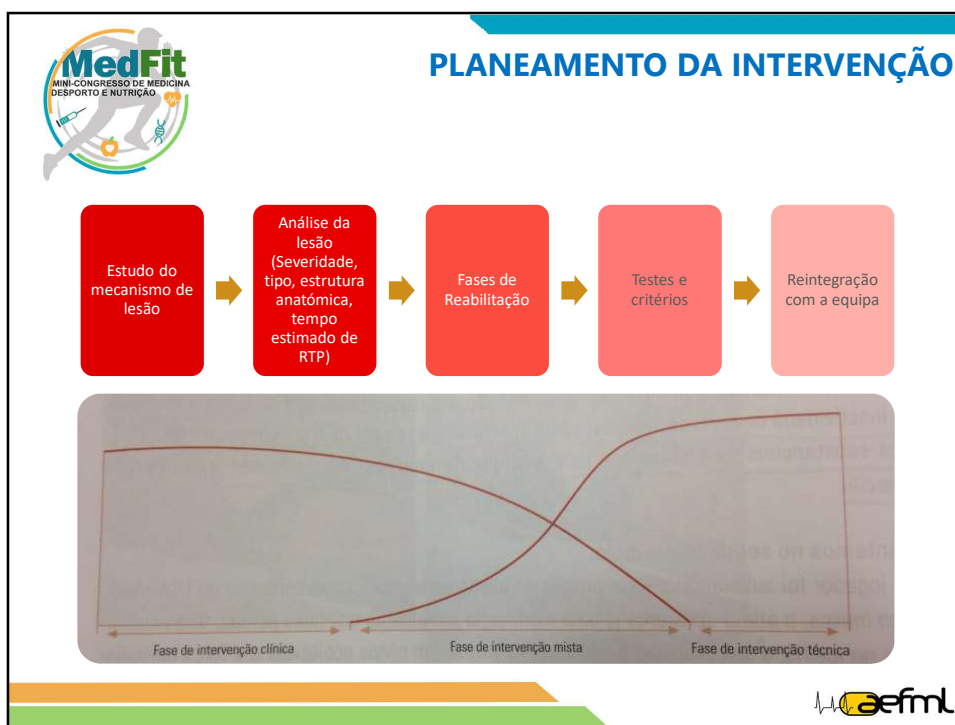 MedFit
MINI-CONGRESSO DE MEDICINA
DESPORTO E NUTRIÇÃO
PLANEAMENTO DA INTERVENÇÃO
Estudo do
mecanismo de
lesão
Análise da
lesão
(Severidade,
tipo, estrutura
anatómica,
tempo
estimado de
RTP)
Fases de
Reabilitação
Testes e
critérios
Reintegração
com a equipa
Fase de intervenção clínica
Fase de intervenção mista
Fase de intervenção técnica
aefml